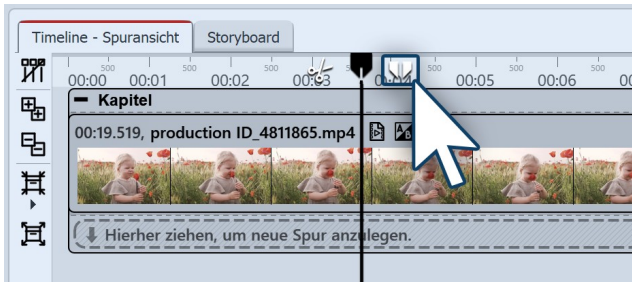 Timeline - Spuransicht
Storyboard
500 500 500 500 500
00:00 00:01 00:02 00:03 00:05 00:06
Kapitel
00:19.519, production ID_4811865.mp4
A B
Hierher ziehen, um neue Spur anzulegen.